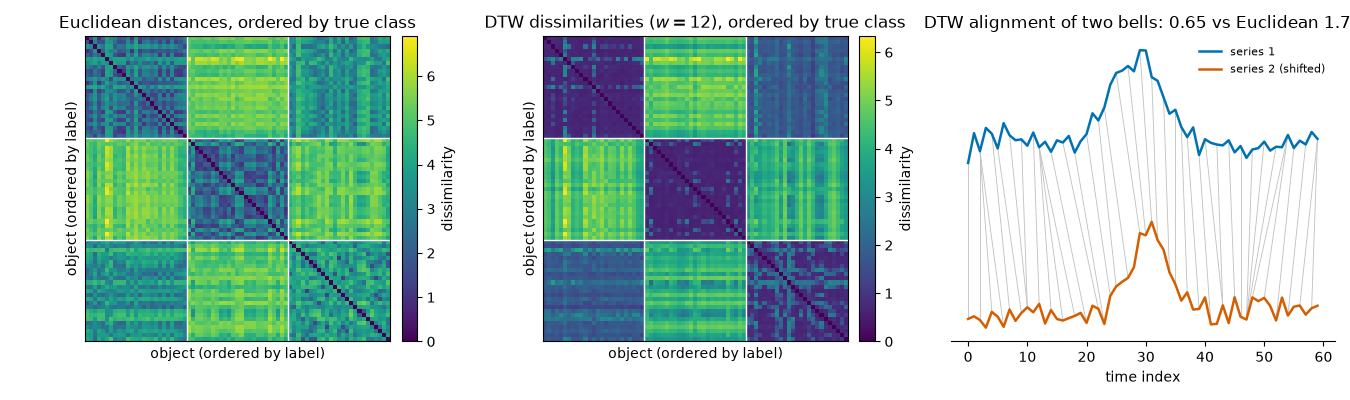 Euclidean distances, ordered by true class
object (ordered by label)
object (ordered by label)
0
1
2
3
4
5
6
dissimilarity
DTW dissimilarities (w = 12), ordered by true class
object (ordered by label)
object (ordered by label)
0
1
2
3
4
5
6
dissimilarity
DTW alignment of two bells: 0.65 vs Euclidean 1.7
series 1
series 2 (shifted)
0 10 20 30 40 50 60
time index